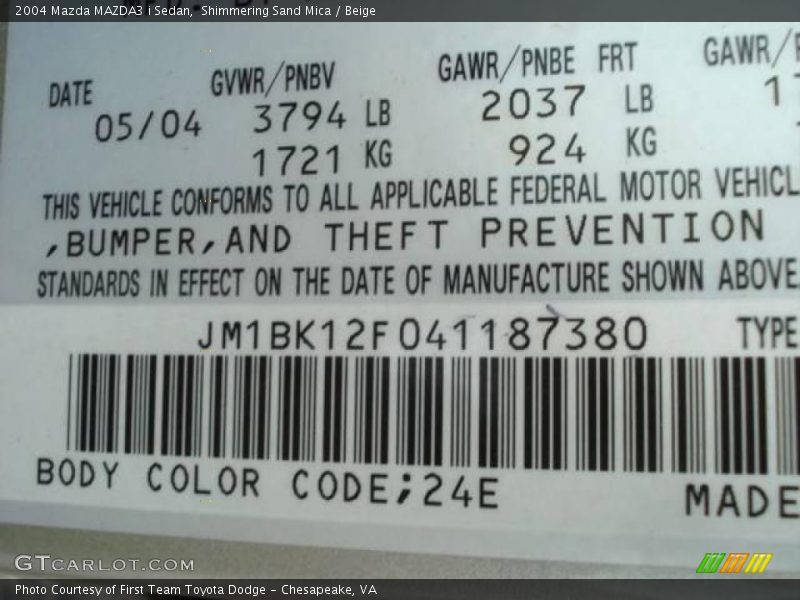 2004 Mazda MAZDA3 i Sedan, Shimmering Sand Mica / Beige
DATE GVWR/PNBV GAWR/PNBE FRT GAWR/
05/04 3794 LB 2037 LB
1721 KG 924 KG
THIS VEHICLE CONFORMS TO ALL APPLICABLE FEDERAL MOTOR VEHICL
,BUMPER,AND THEFT PREVENTION
STANDARDS IN EFFECT ON THE DATE OF MANUFACTURE SHOWN ABOVE
JM1BK12F041187380 TYPE
BODY COLOR CODE;24E MADE
GTCARLOT.COM
Photo Courtesy of First Team Toyota Dodge - Chesapeake, VA